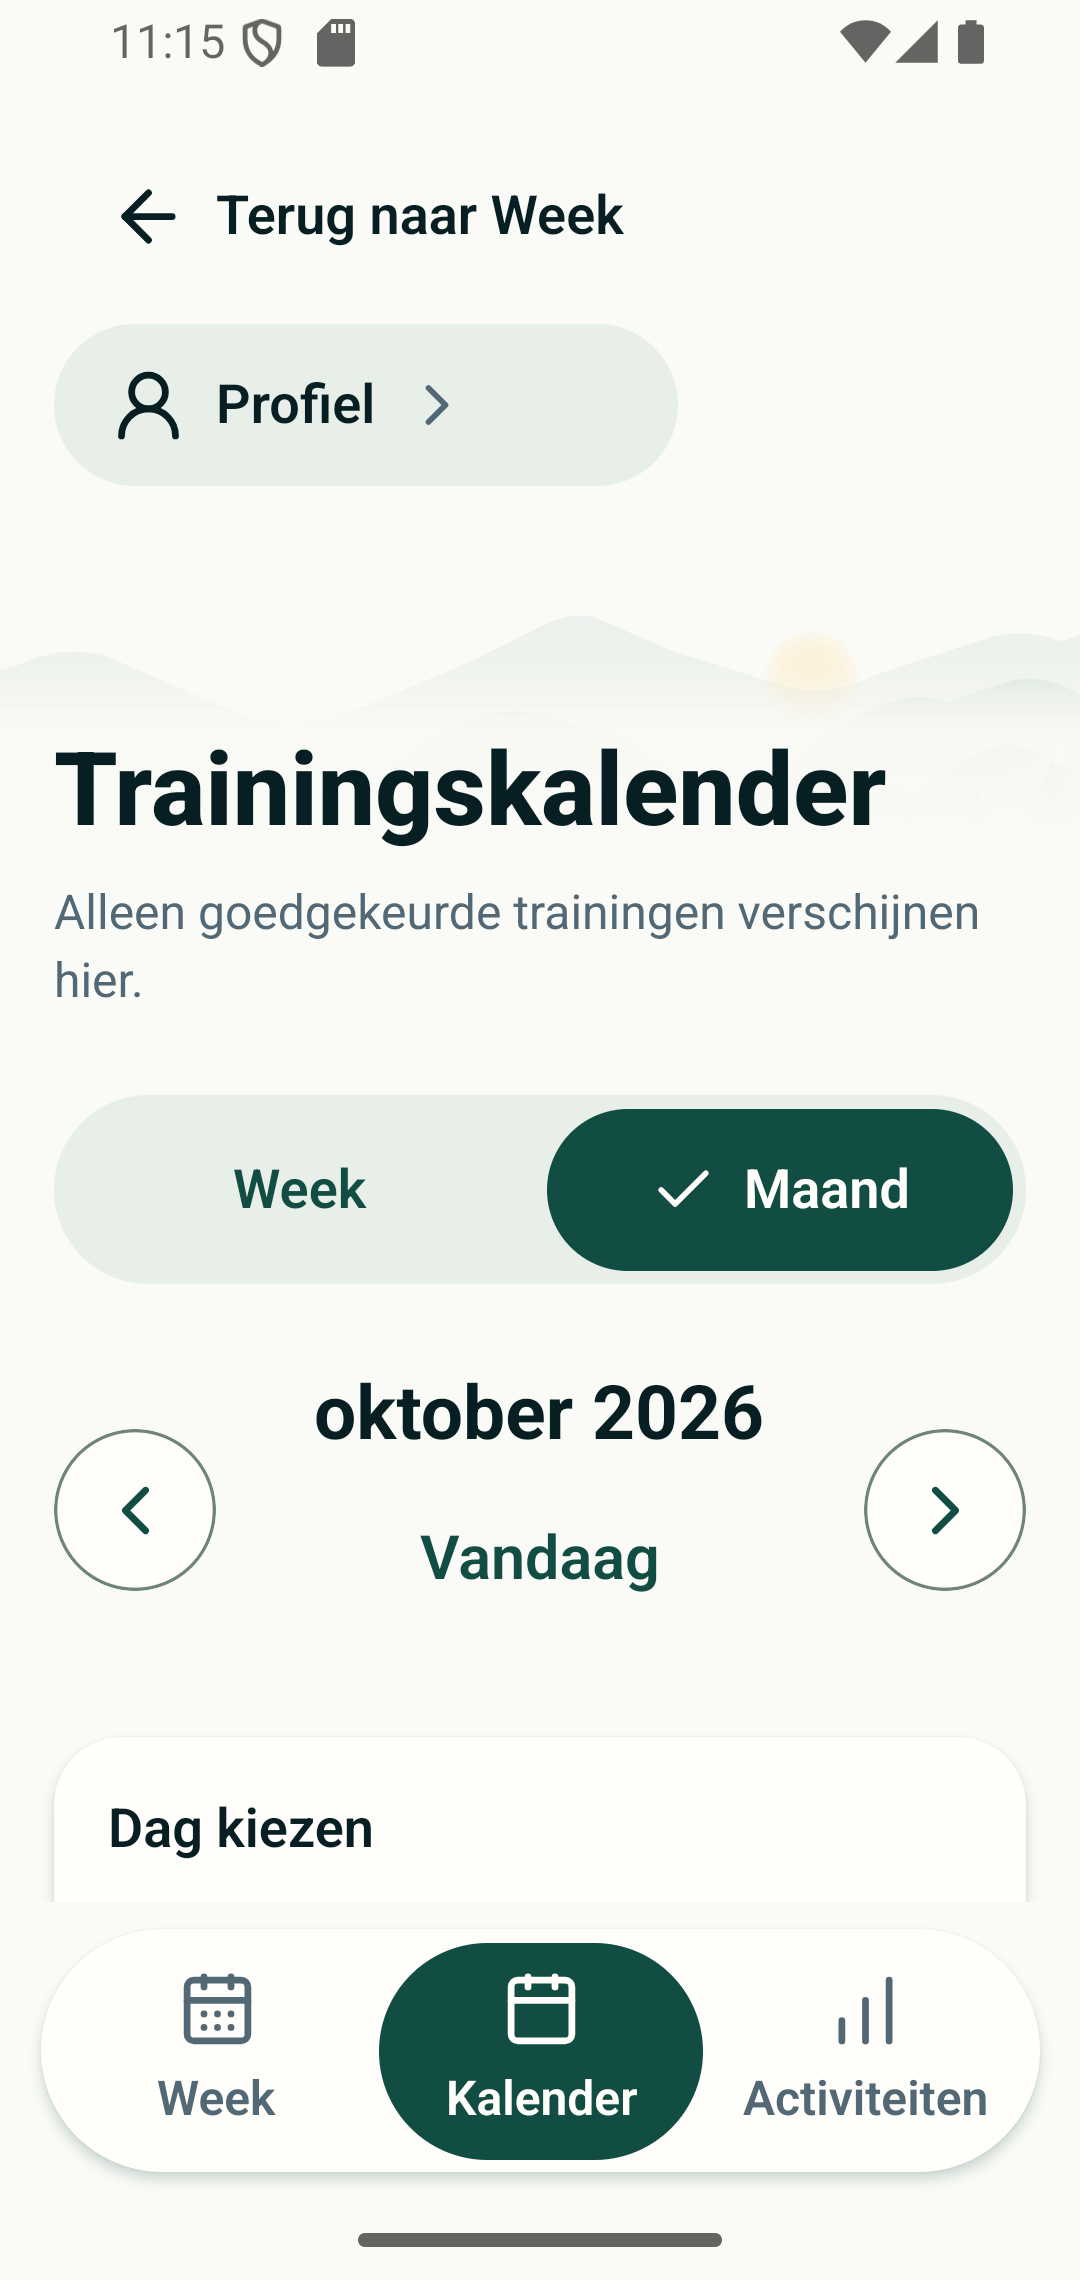 11:15
Terug naar Week
Profiel
Trainingskalender
Alleen goedgekeurde trainingen verschijnen
hier.
Week
Maand
oktober 2026
Vandaag
Dag kiezen
Week
Kalender
Activiteiten